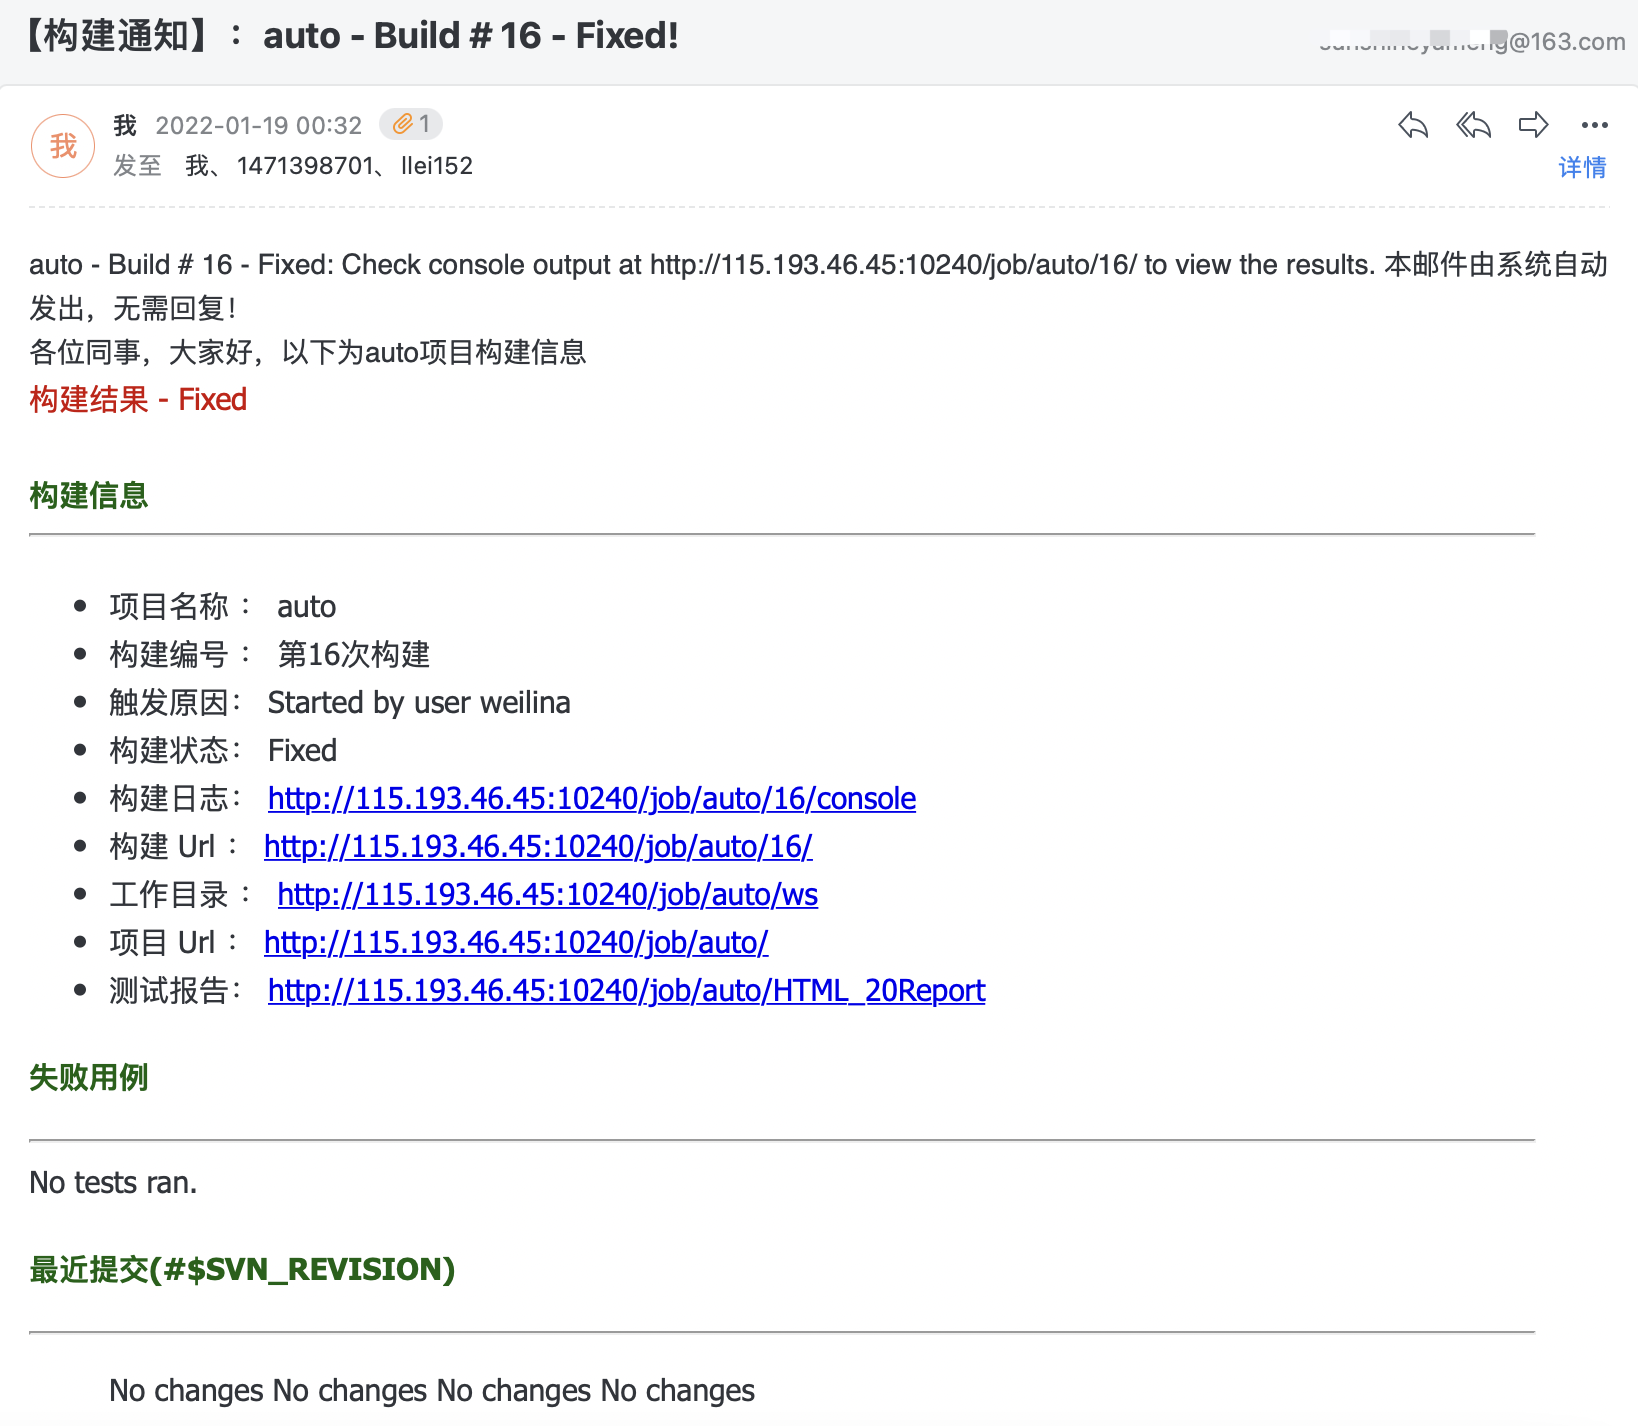 【构建通知】： auto - Build # 16 - Fixed!
@163.com
我
我 2022-01-19 00:32 1
发至 我、1471398701、llei152
详情
auto - Build # 16 - Fixed: Check console output at http://115.193.46.45:10240/job/auto/16/ to view the results. 本邮件由系统自动
发出，无需回复！
各位同事，大家好，以下为auto项目构建信息
构建结果 - Fixed
构建信息
项目名称： auto
构建编号： 第16次构建
触发原因： Started by user weilina
构建状态： Fixed
构建日志： http://115.193.46.45:10240/job/auto/16/console
构建 Url： http://115.193.46.45:10240/job/auto/16/
工作目录： http://115.193.46.45:10240/job/auto/ws
项目 Url： http://115.193.46.45:10240/job/auto/
测试报告： http://115.193.46.45:10240/job/auto/HTML_20Report
失败用例
No tests ran.
最近提交(#$SVN_REVISION)
No changes No changes No changes No changes